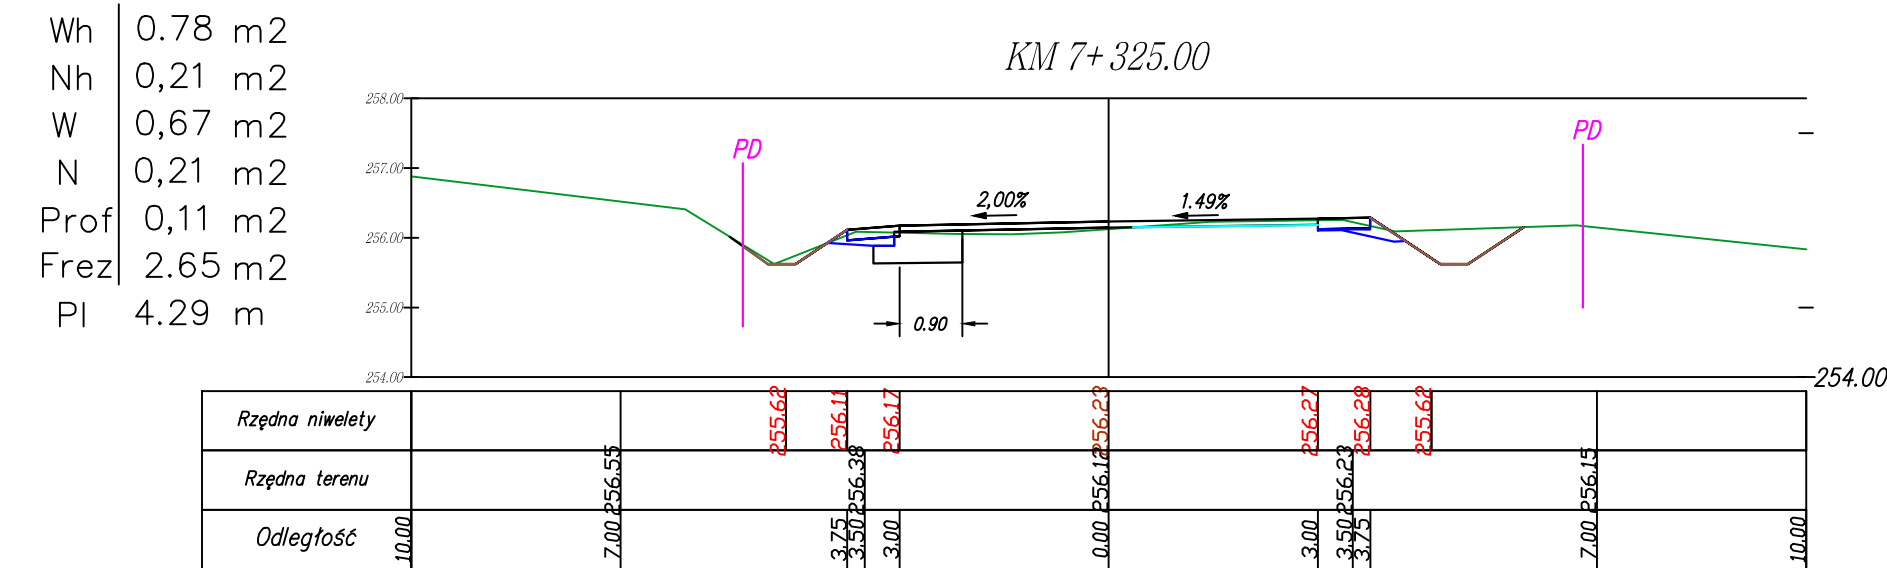 Wh 0.78 m2
Nh 0,21 m2
W 0,67 m2
N 0,21 m2
Prof 0,11 m2
Frez 2.65 m2
Pl 4.29 m
KM 7+325.00
258.00
257.00
256.00
255.00
254.00
PD
PD
2,00%
1.49%
0.90
254.00
Rzędna niwelety 255.62 256.11 256.17 256.23 256.27 256.28 255.62
Rzędna terenu 256.55 256.38 256.12 256.23 256.15
Odległość 10.00 7.00 3.75 3.50 3.00 0.00 3.00 3.50 3.75 7.00 10.00